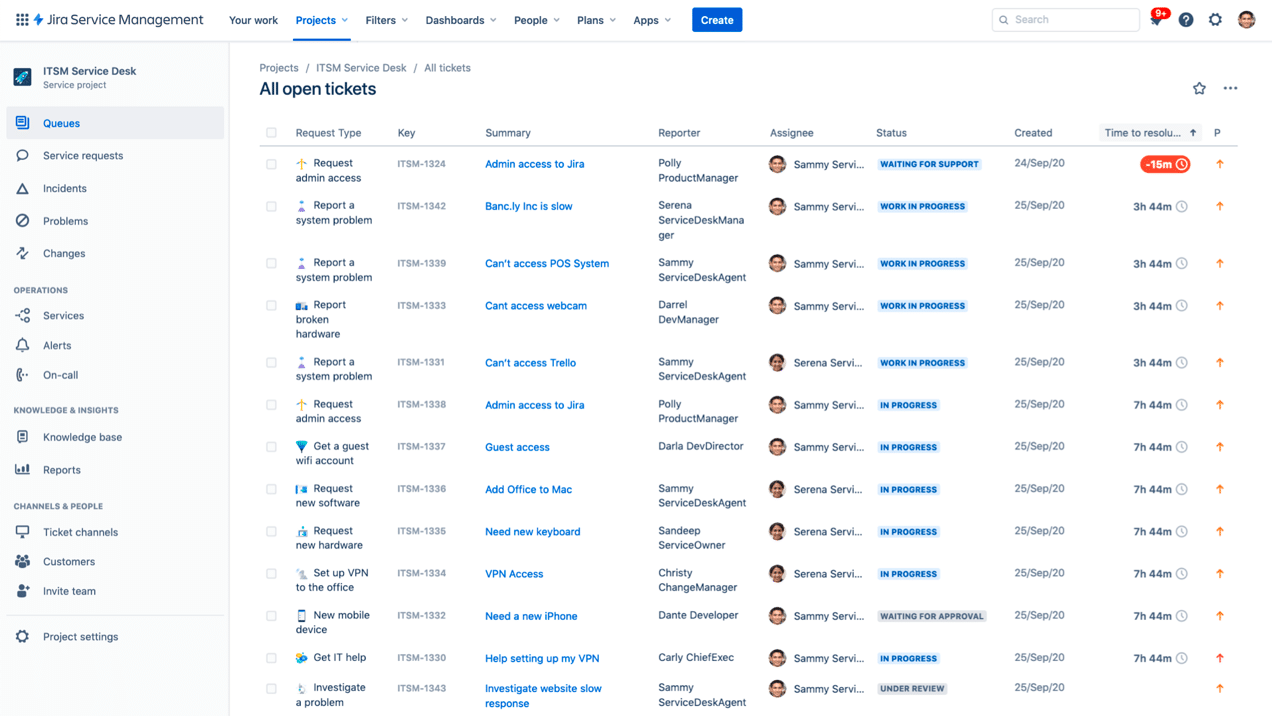 Jira Service Management Your work Projects Filters Dashboards People Plans Apps Create Search 9+
ITSM Service Desk
Service project
Queues
Service requests
Incidents
Problems
Changes
OPERATIONS
Services
Alerts
On-call
KNOWLEDGE & INSIGHTS
Knowledge base
Reports
CHANNELS & PEOPLE
Ticket channels
Customers
Invite team
Project settings
Projects / ITSM Service Desk / All tickets
All open tickets
Request Type Key Summary Reporter Assignee Status Created Time to resolu... P
Request ITSM-1324 Admin access to Jira Polly Sammy Servi... WAITING FOR SUPPORT 24/Sep/20 -15m
admin access ProductManager
Report a ITSM-1342 Banc.ly Inc is slow Serena Sammy Servi... WORK IN PROGRESS 25/Sep/20 3h 44m
system problem ServiceDeskMana
ger
Report a ITSM-1339 Can't access POS System Sammy Sammy Servi... WORK IN PROGRESS 25/Sep/20 3h 44m
system problem ServiceDeskAgent
Report ITSM-1333 Cant access webcam Darrel Sammy Servi... WORK IN PROGRESS 25/Sep/20 3h 44m
broken DevManager
hardware
Report a ITSM-1331 Can't access Trello Sammy Serena Servi... WORK IN PROGRESS 25/Sep/20 3h 44m
system problem ServiceDeskAgent
Request ITSM-1338 Admin access to Jira Polly Sammy Servi... IN PROGRESS 25/Sep/20 7h 44m
admin access ProductManager
Get a guest ITSM-1337 Guest access Darla DevDirector Sammy Servi... IN PROGRESS 25/Sep/20 7h 44m
wifi account
Request ITSM-1336 Add Office to Mac Sammy Serena Servi... IN PROGRESS 25/Sep/20 7h 44m
new software ServiceDeskAgent
Request ITSM-1335 Need new keyboard Sandeep Serena Servi... IN PROGRESS 25/Sep/20 7h 44m
new hardware ServiceOwner
Set up VPN ITSM-1334 VPN Access Christy Serena Servi... IN PROGRESS 25/Sep/20 7h 44m
to the office ChangeManager
New mobile ITSM-1332 Need a new iPhone Dante Developer Sammy Servi... WAITING FOR APPROVAL 25/Sep/20 7h 44m
device
Get IT help ITSM-1330 Help setting up my VPN Carly ChiefExec Sammy Servi... IN PROGRESS 25/Sep/20 7h 44m
Investigate ITSM-1343 Investigate website slow Sammy Sammy Servi... UNDER REVIEW 25/Sep/20
a problem response ServiceDeskAgent